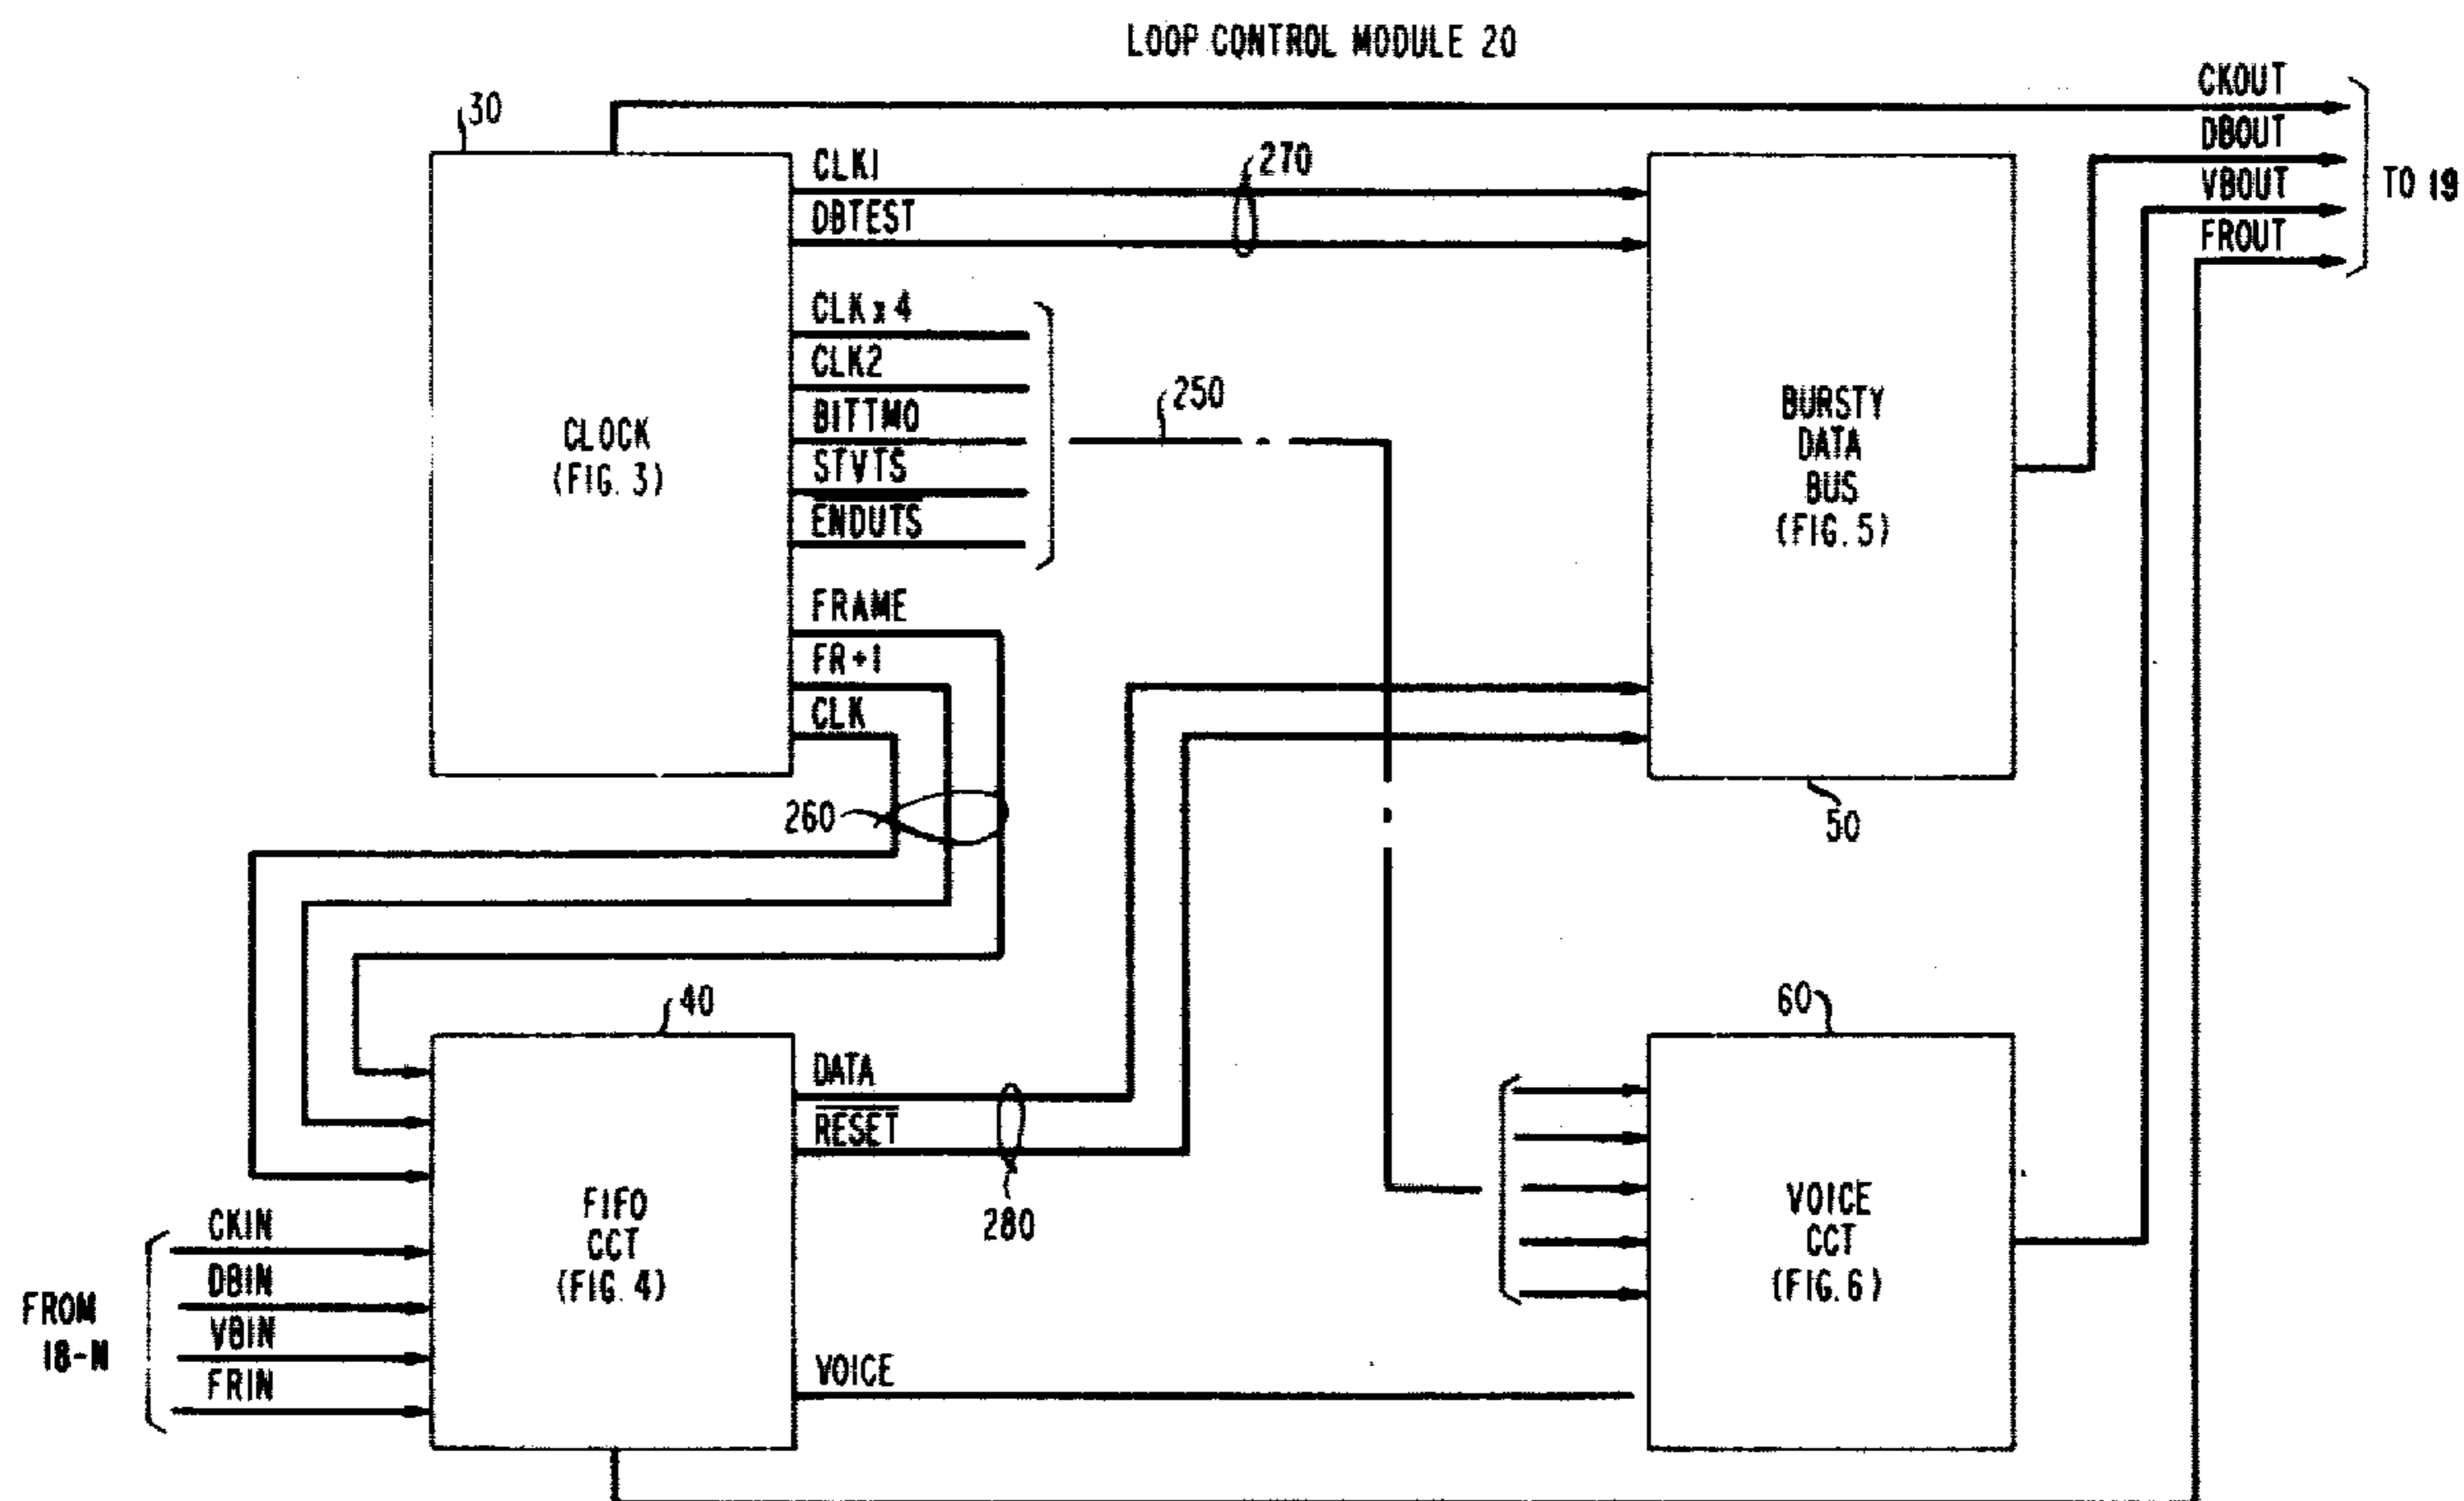 LOOP CONTROL MODULE 20
CKOUT
DBOUT
VBOUT
FROUT
TO 19
30
CLK1
DBTEST
270
CLKx4
CLK2
BITTMO
STVTS
ENDUTS
250
FRAME
FR+1
CLK
CLOCK
(FIG. 3)
BURSTY
DATA
BUS
(FIG. 5)
260
50
40
60
DATA
RESET
280
FIFO
CCT
(FIG. 4)
VOICE
CCT
(FIG. 6)
CKIN
DBIN
VBIN
FRIN
FROM
18-N
VOICE